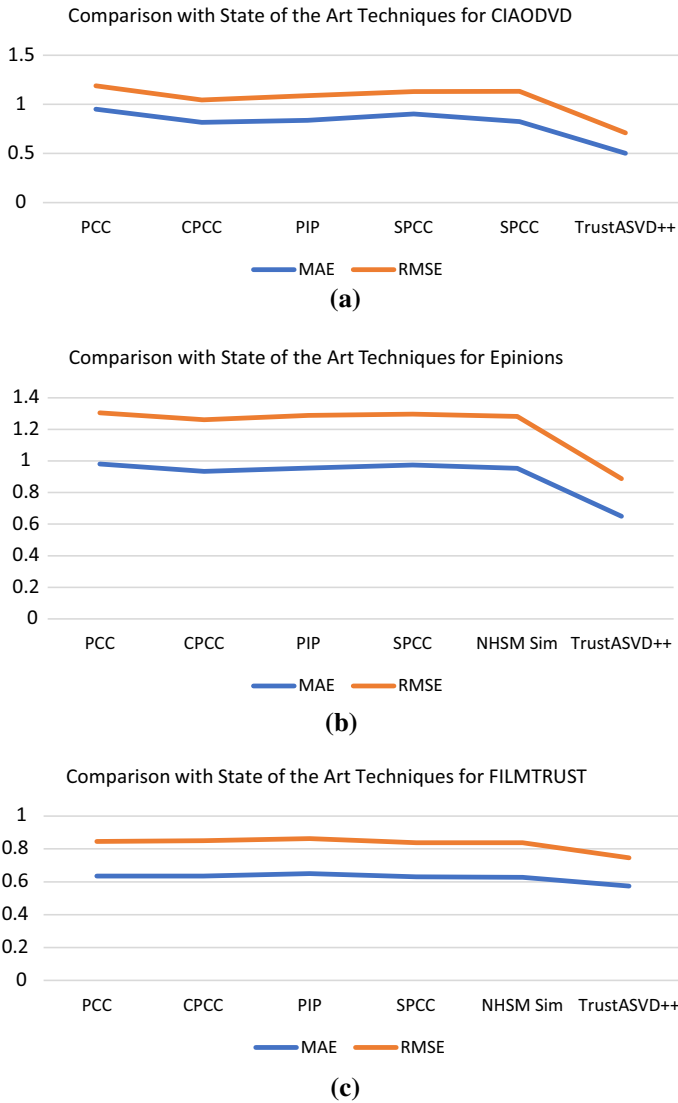 Comparison with State of the Art Techniques for CIAODVD
1.5
1
0.5
0
PCC CPCC PIP SPCC SPCC TrustASVD++
MAE RMSE
(a)
Comparison with State of the Art Techniques for Epinions
1.4
1.2
1
0.8
0.6
0.4
0.2
0
PCC CPCC PIP SPCC NHSM Sim TrustASVD++
MAE RMSE
(b)
Comparison with State of the Art Techniques for FILMTRUST
1
0.8
0.6
0.4
0.2
0
PCC CPCC PIP SPCC NHSM Sim TrustASVD++
MAE RMSE
(c)